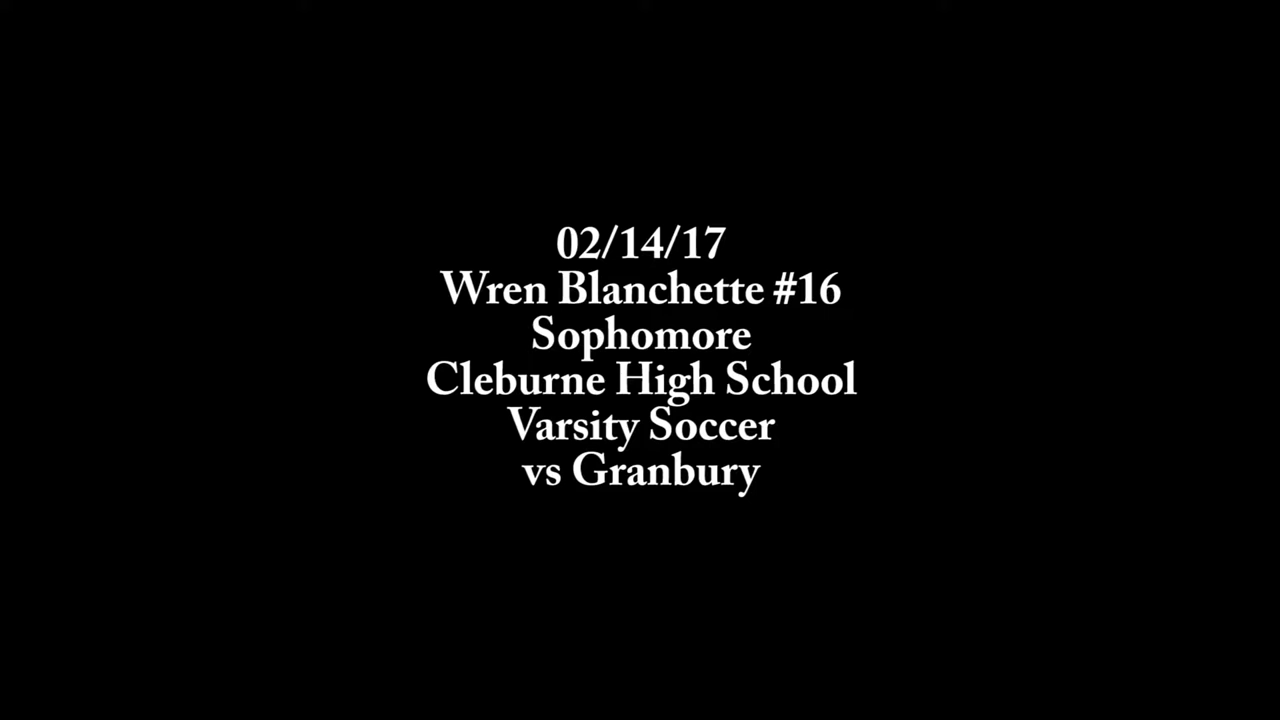 02/14/17
Wren Blanchette #16
Sophomore
Cleburne High School
Varsity Soccer
vs Granbury